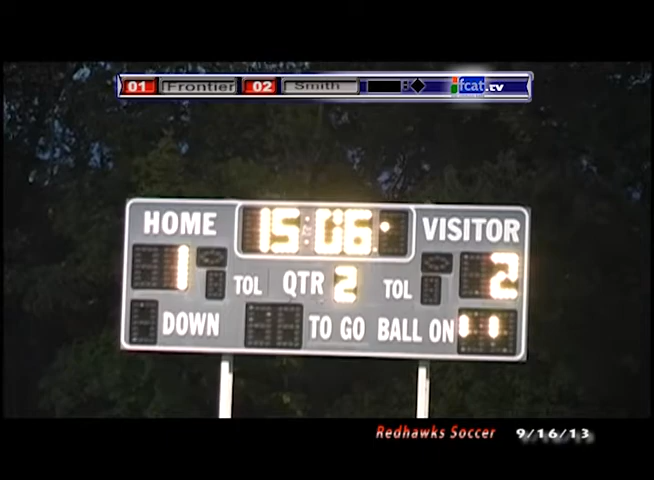 01 Frontier 02 Smith fcat.tv
HOME 15:06 VISITOR
1 TOL QTR 2 TOL 2
DOWN TO GO BALL ON
Redhawks Soccer 9/16/13